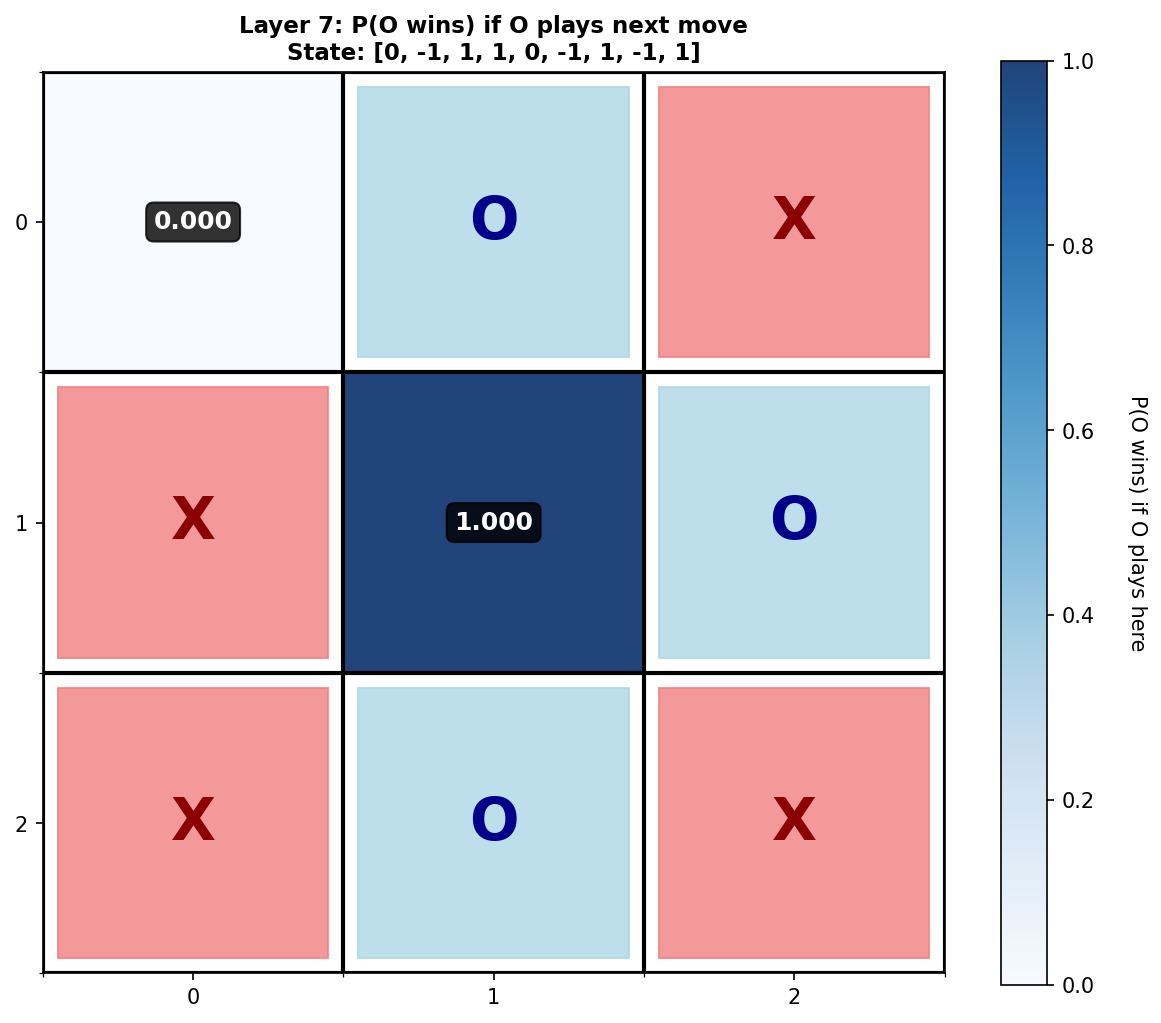 Layer 7: P(O wins) if O plays next move
State: [0, -1, 1, 1, 0, -1, 1, -1, 1]
0
0.000
O
X
1
X
1.000
O
2
X
O
X
0
1
2
1.0
0.8
0.6
0.4
0.2
0.0
P(O wins) if O plays here